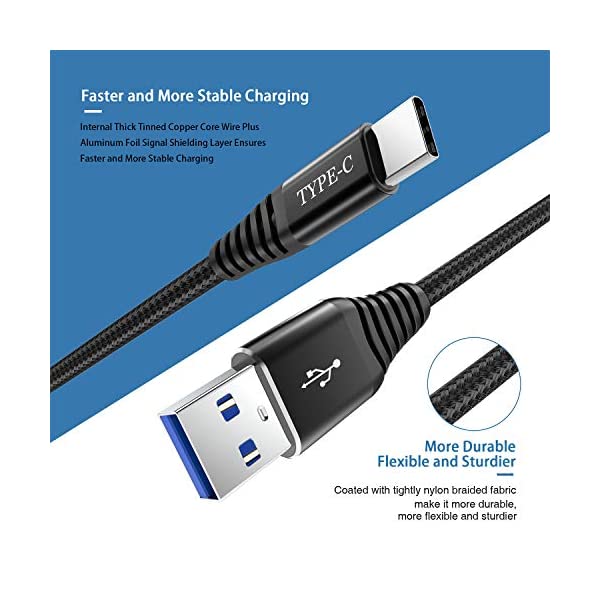 Faster and More Stable Charging
Internal Thick Tinned Copper Core Wire Plus
Aluminum Foil Signal Shielding Layer Ensures
Faster and More Stable Charging
TYPE-C
More Durable
Flexible and Sturdier
Coated with tightly nylon braided fabric
make it more durable,
more flexible and sturdier